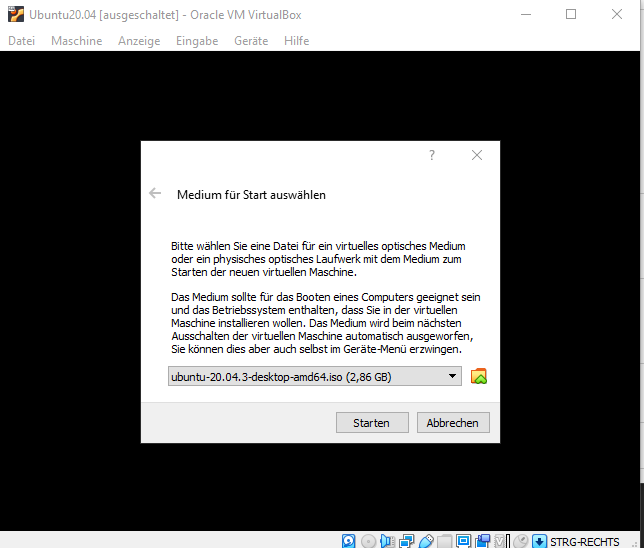 Ubuntu20.04 [ausgeschaltet] - Oracle VM VirtualBox
Datei Maschine Anzeige Eingabe Geräte Hilfe
?
Medium für Start auswählen
Bitte wählen Sie eine Datei für ein virtuelles optisches Medium
oder ein physisches optisches Laufwerk mit dem Medium zum
Starten der neuen virtuellen Maschine.
Das Medium sollte für das Booten eines Computers geeignet sein
und das Betriebssystem enthalten, dass Sie in der virtuellen
Maschine installieren wollen. Das Medium wird beim nächsten
Ausschalten der virtuellen Maschine automatisch ausgeworfen,
Sie können dies aber auch selbst im Geräte-Menü erzwingen.
ubuntu-20.04.3-desktop-amd64.iso (2,86 GB)
Starten Abbrechen
STRG-RECHTS